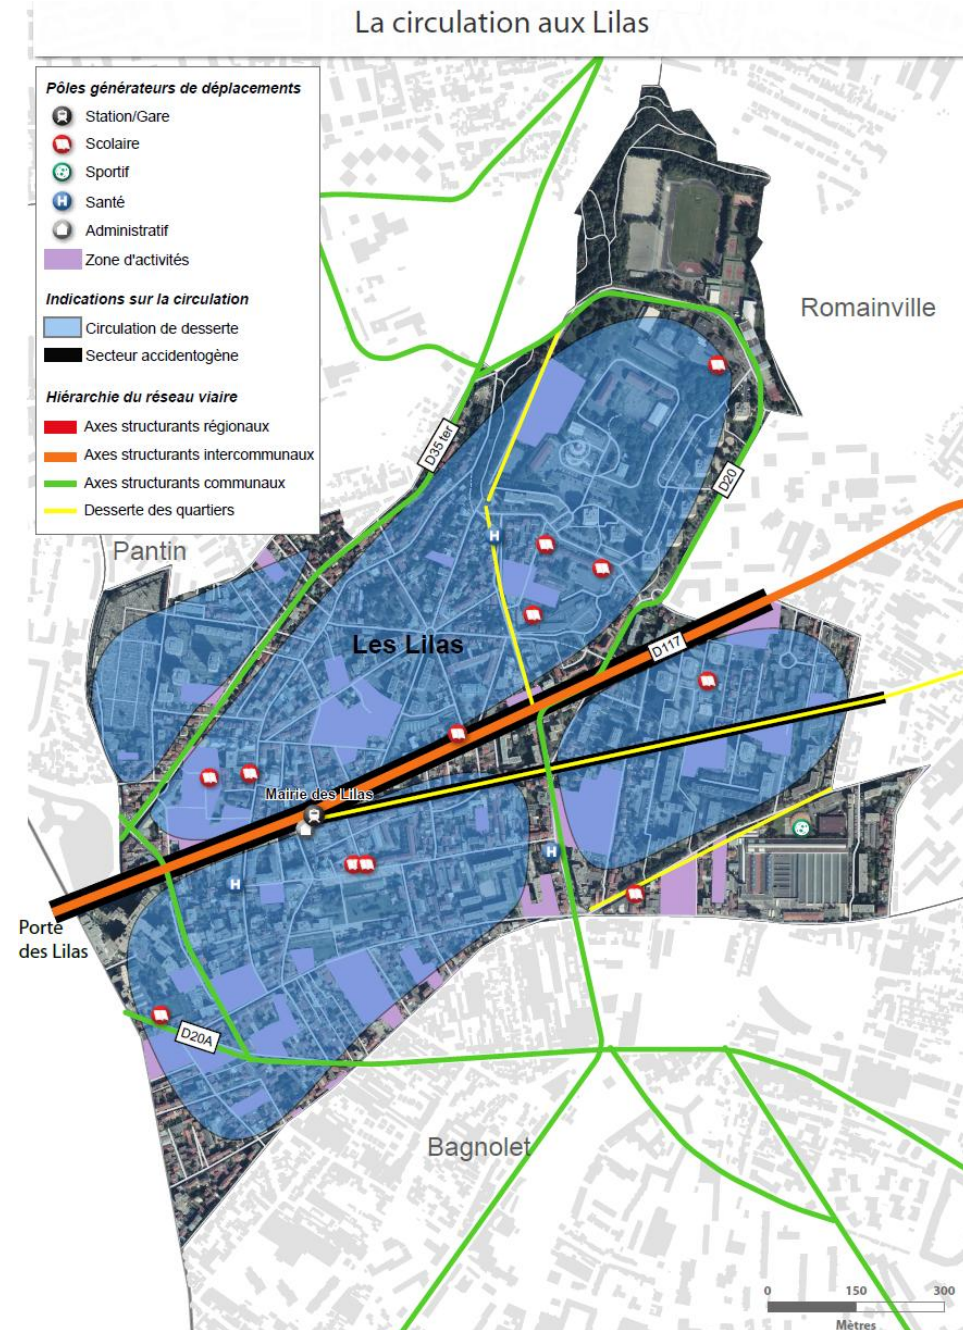 La circulation aux Lilas
Pôles générateurs de déplacements
Station/Gare
Scolaire
Sportif
H Santé
Administratif
Zone d'activités
Indications sur la circulation
Circulation de desserte
Secteur accidentogène
Hiérarchie du réseau viaire
Axes structurants régionaux
Axes structurants intercommunaux
Axes structurants communaux
Desserte des quartiers
Romainville
D35 ter
D20
Pantin
H
Les Lilas
D117
Mairie des Lilas
H
H
Porte
des Lilas
D20A
Bagnolet
0 150 300
Mètres